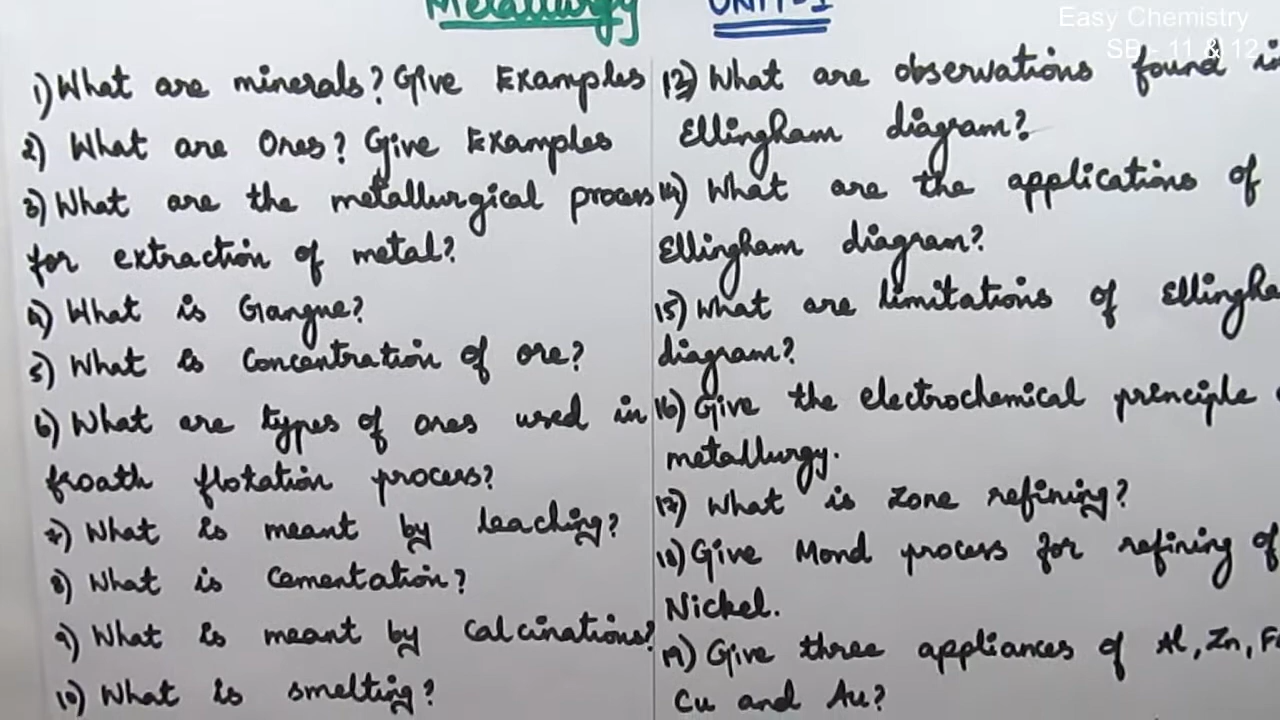 Metallurgy UNIT-I
Easy Chemistry
SB - 11 & 12
1) What are minerals? Give Examples
2) What are Ores? Give Examples
3) What are the metallurgical process
for extraction of metal?
4) What is Gangue?
5) What is Concentration of ore?
6) What are types of ores used in
froath flotation process?
7) What is meant by leaching?
8) What is Cementation?
9) What is meant by calcinations?
10) What is smelting?
13) What are observations found in
Ellingham diagram?
14) What are the applications of
Ellingham diagram?
15) What are limitations of Ellingha
diagram?
16) Give the electrochemical principle
metallurgy.
17) What is zone refining?
18) Give Mond process for refining of
Nickel.
19) Give three appliances of Al, Zn, Fe
Cu and Au?